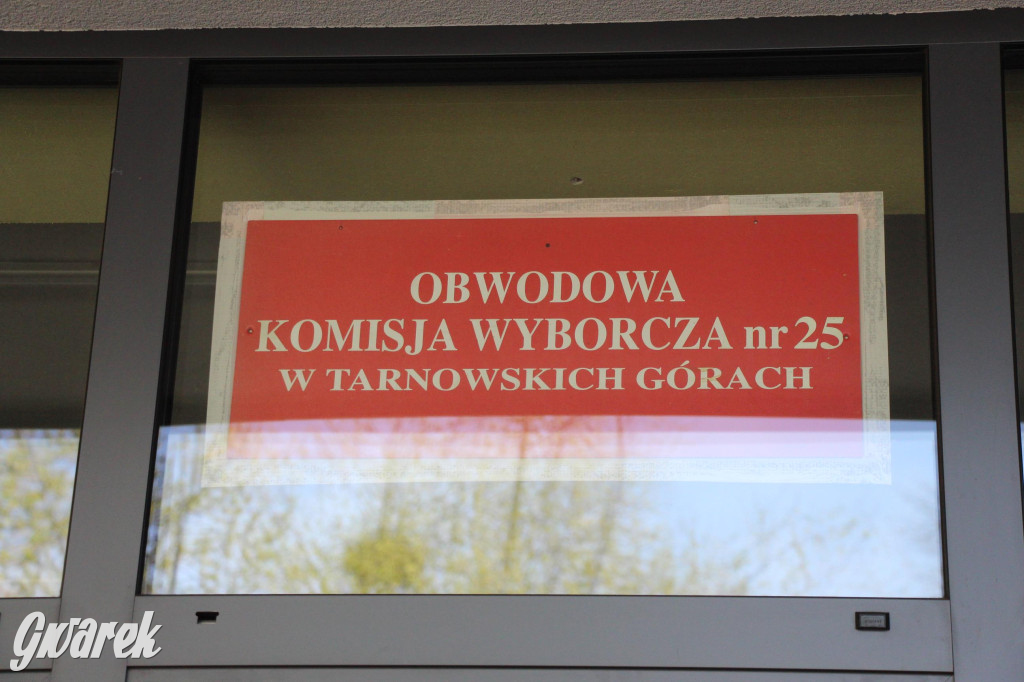 OBWODOWA
KOMISJA WYBORCZA nr 25
W TARNOWSKICH GÓRACH
Gwarek